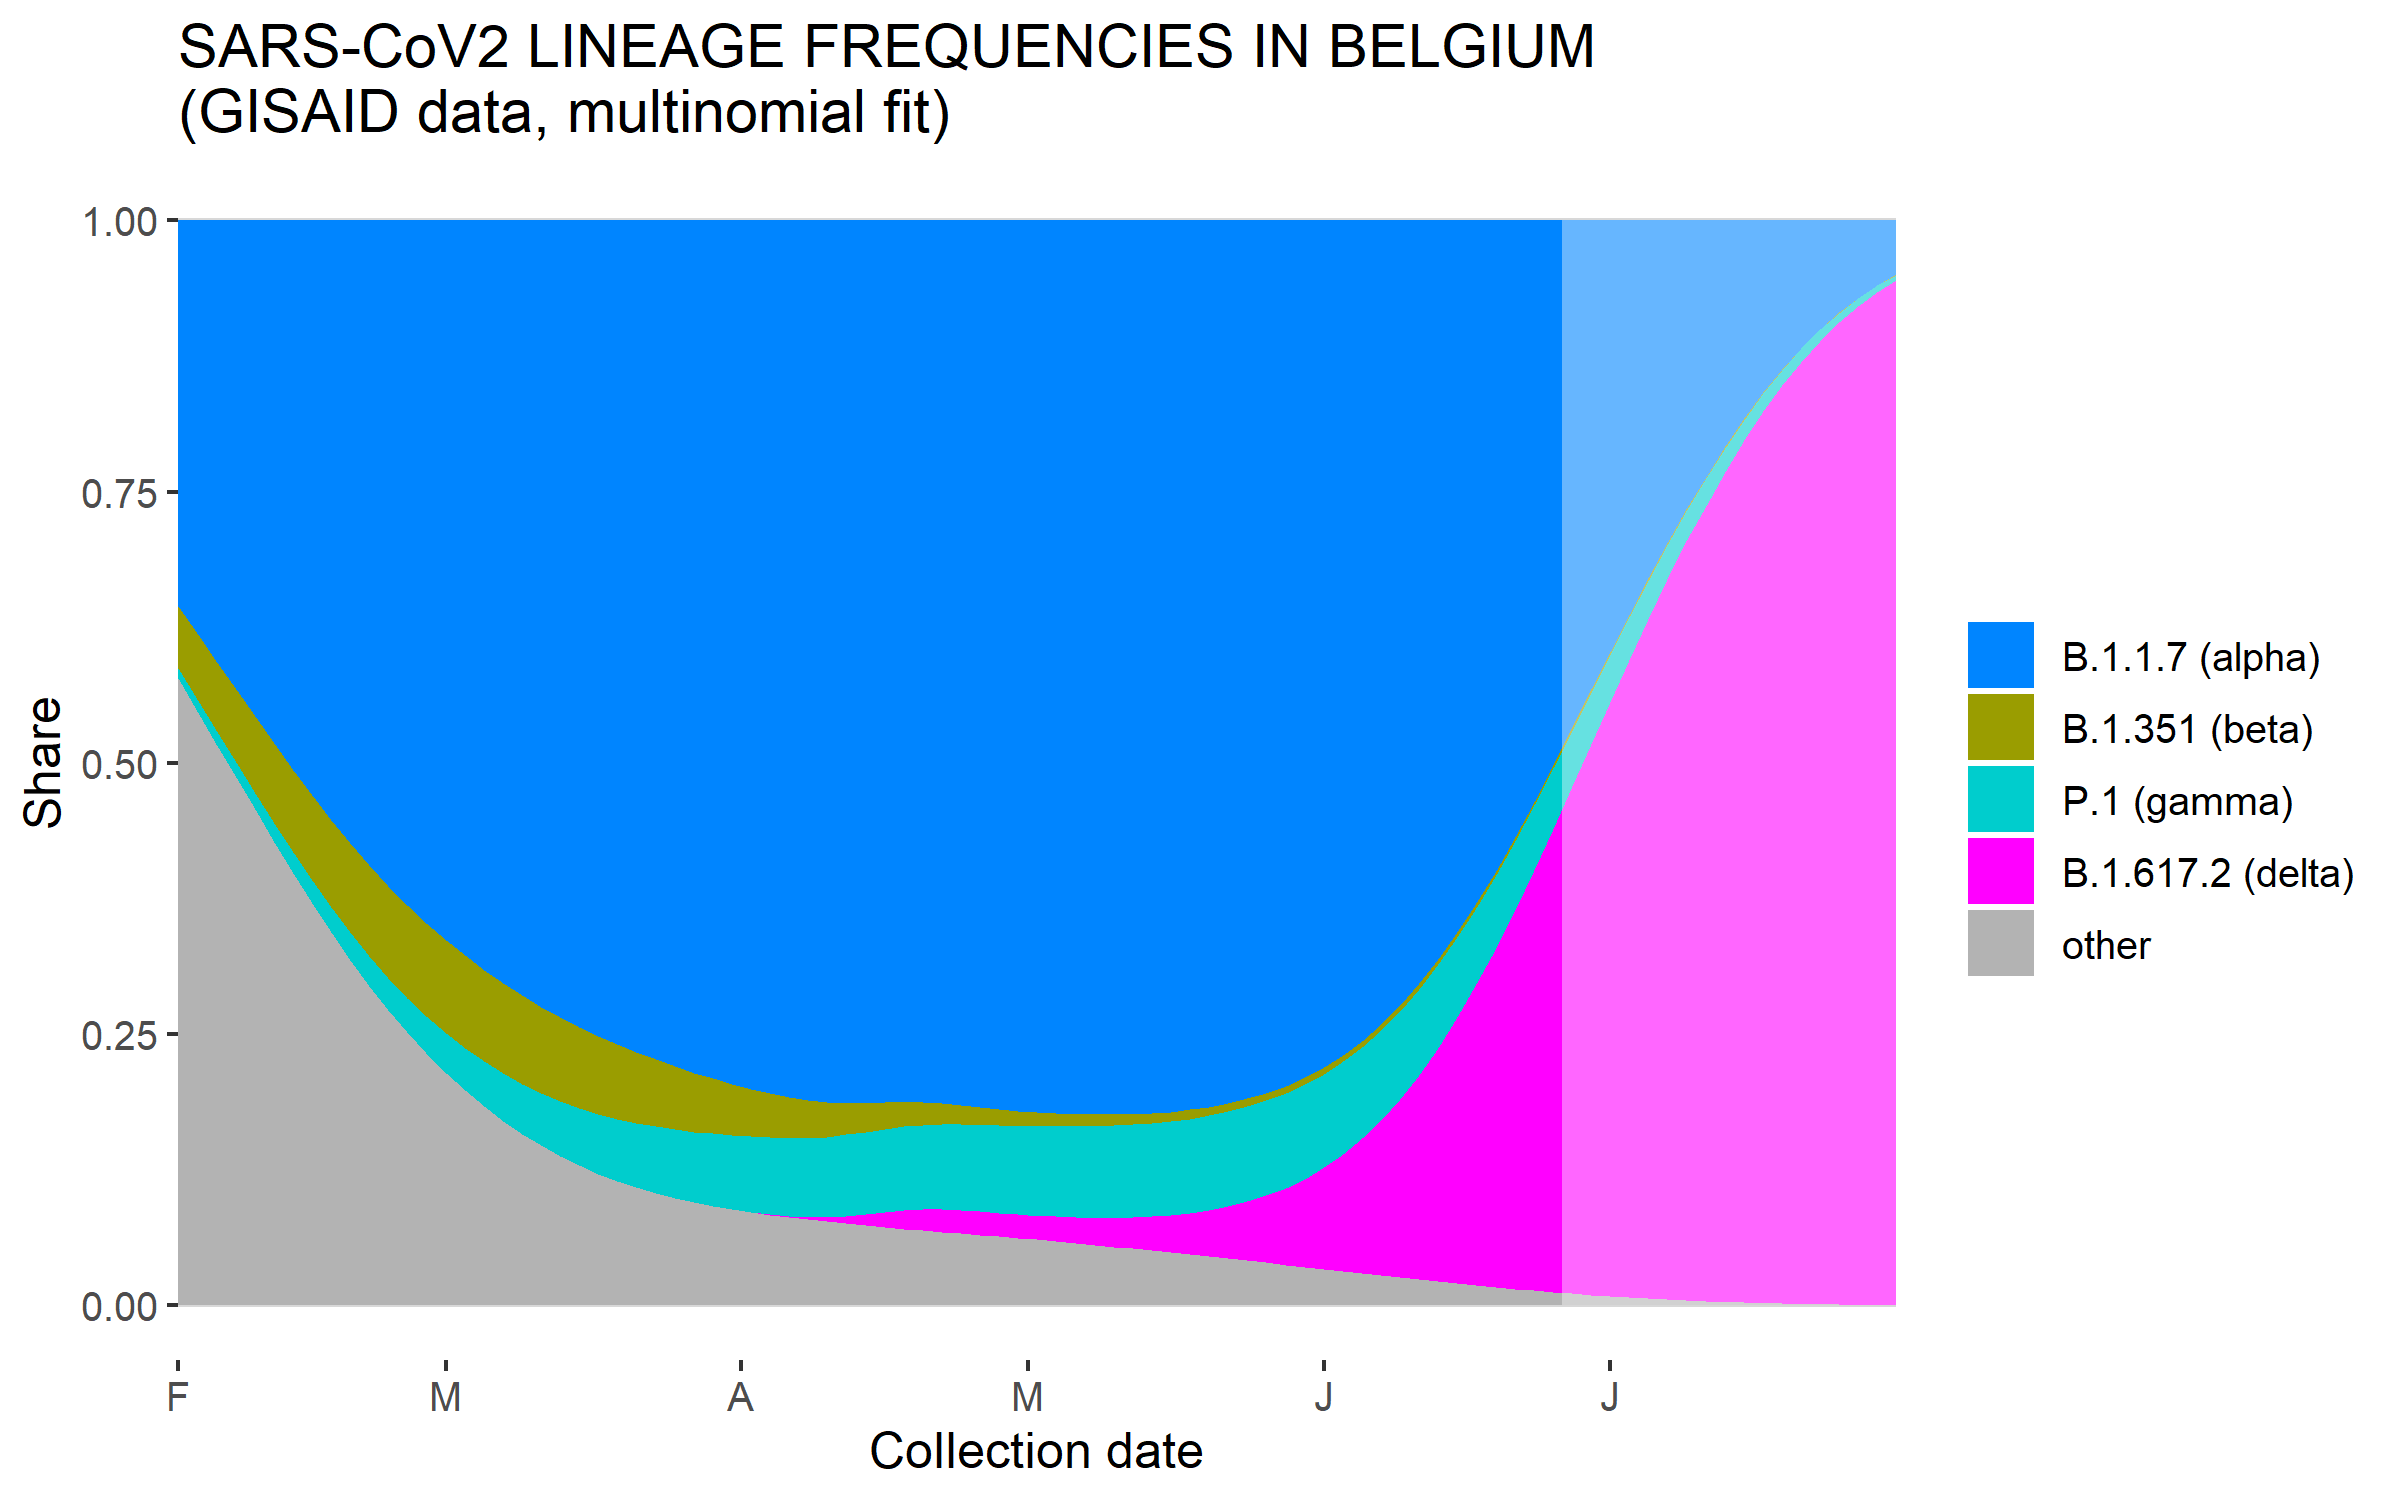 SARS-CoV2 LINEAGE FREQUENCIES IN BELGIUM
(GISAID data, multinomial fit)
1.00
0.75
0.50
0.25
0.00
Share
F M A M J J
Collection date
B.1.1.7 (alpha)
B.1.351 (beta)
P.1 (gamma)
B.1.617.2 (delta)
other